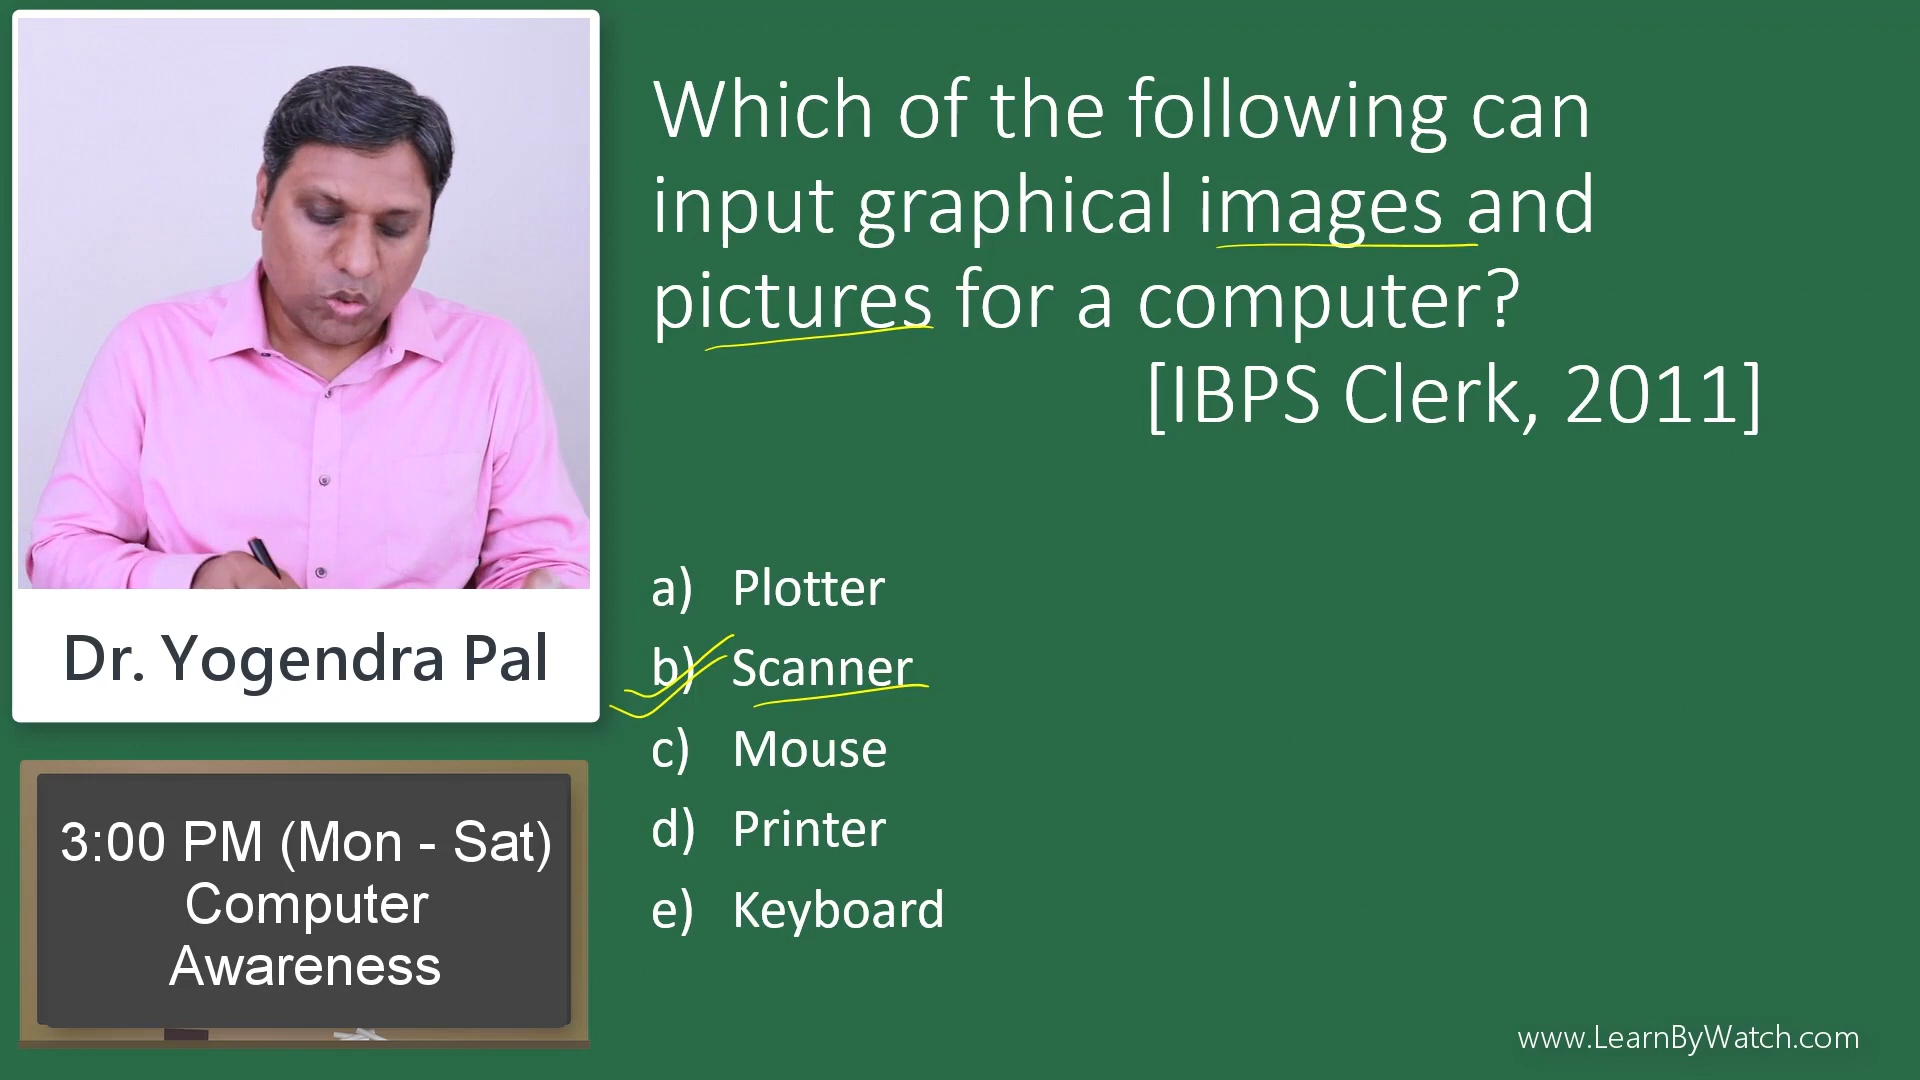 Which of the following can
input graphical images and
pictures for a computer?
[IBPS Clerk, 2011]
a) Plotter
b) Scanner
c) Mouse
d) Printer
e) Keyboard
Dr. Yogendra Pal
3:00 PM (Mon - Sat)
Computer
Awareness
www.LearnByWatch.com